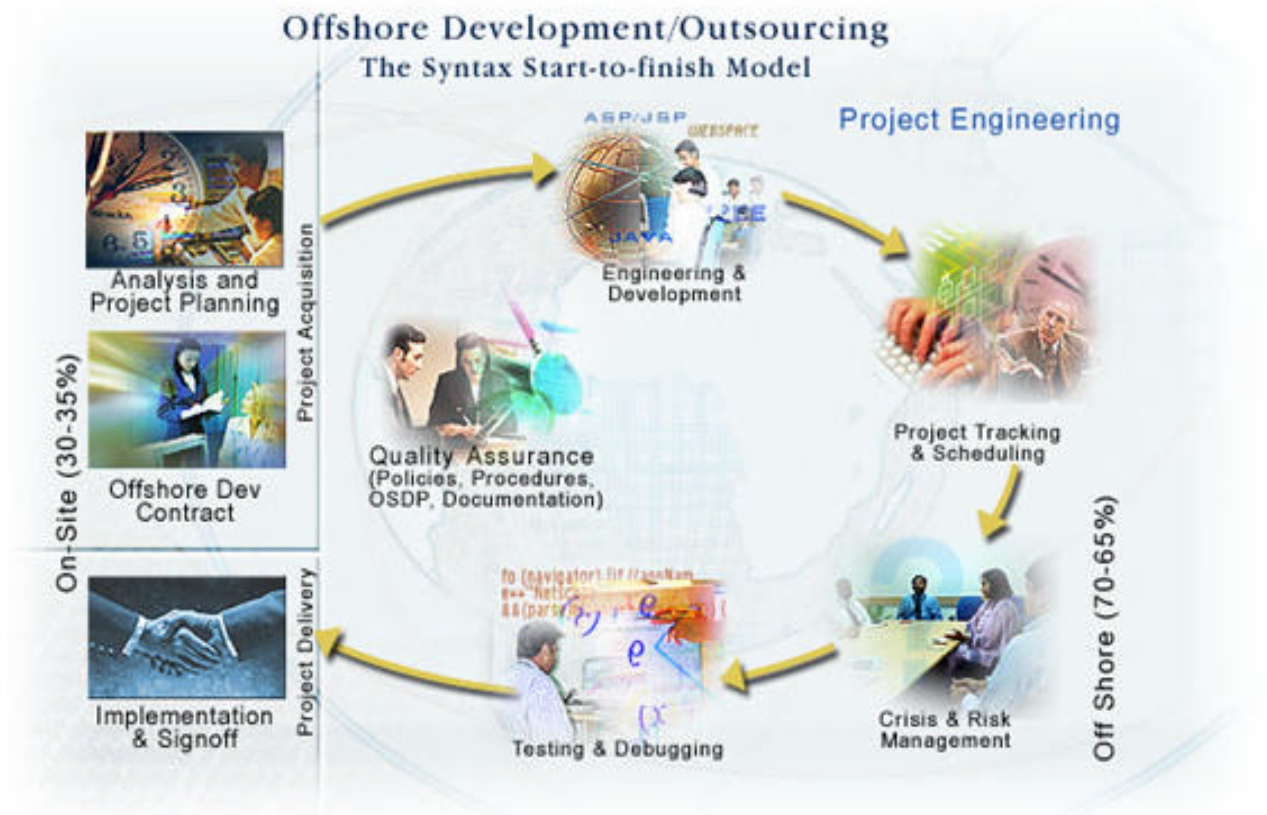 Offshore Development/Outsourcing
The Syntax Start-to-finish Model
Project Engineering
ASP/JSP
WEBSPACE
JAVA
Engineering &
Development
Analysis and
Project Planning
Project Acquisition
Offshore Dev
Contract
On-Site (30-35%)
Quality Assurance
(Policies, Procedures,
OSDP, Documentation)
Project Tracking
& Scheduling
Off Shore (70-65%)
Crisis & Risk
Management
Testing & Debugging
Project Delivery
Implementation
& Signoff